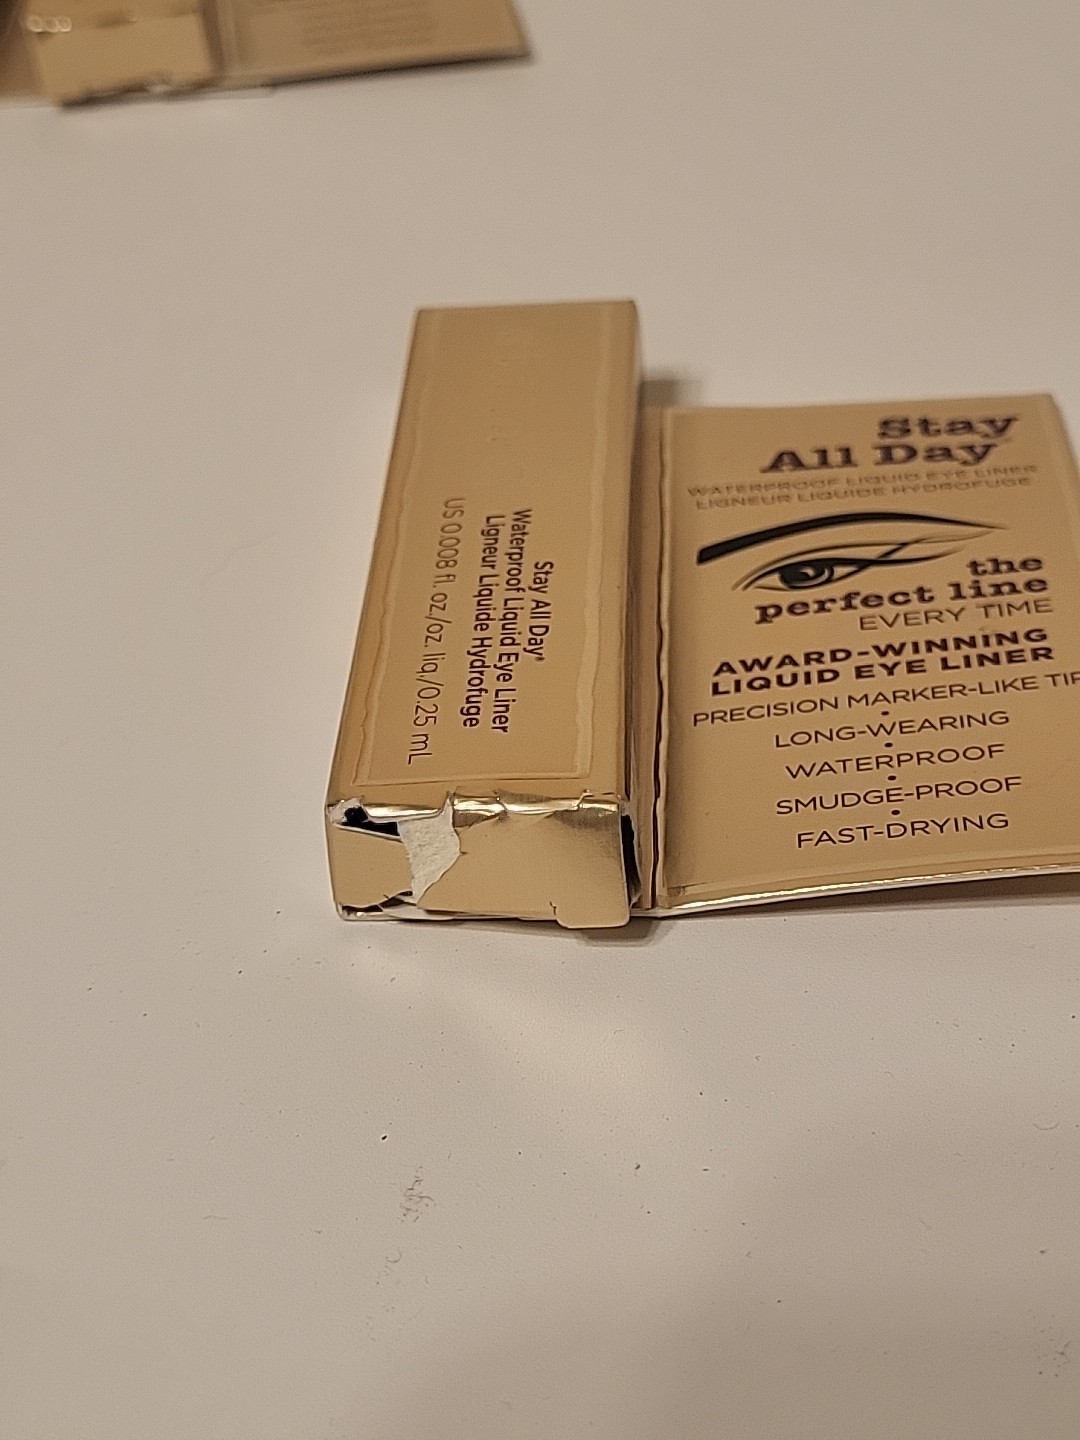 Stay All Day®
Waterproof Liquid Eye Liner
Ligneur Liquide Hydrofuge
US 0.008 fl. oz./oz. liq./0.25 mL
Stay
All Day
WATERPROOF LIQUID EYE LINER
LIGNEUR LIQUIDE HYDROFUGE
the
perfect line
EVERY TIME
AWARD-WINNING
LIQUID EYE LINER
PRECISION MARKER-LIKE TIP
•
LONG-WEARING
•
WATERPROOF
•
SMUDGE-PROOF
•
FAST-DRYING